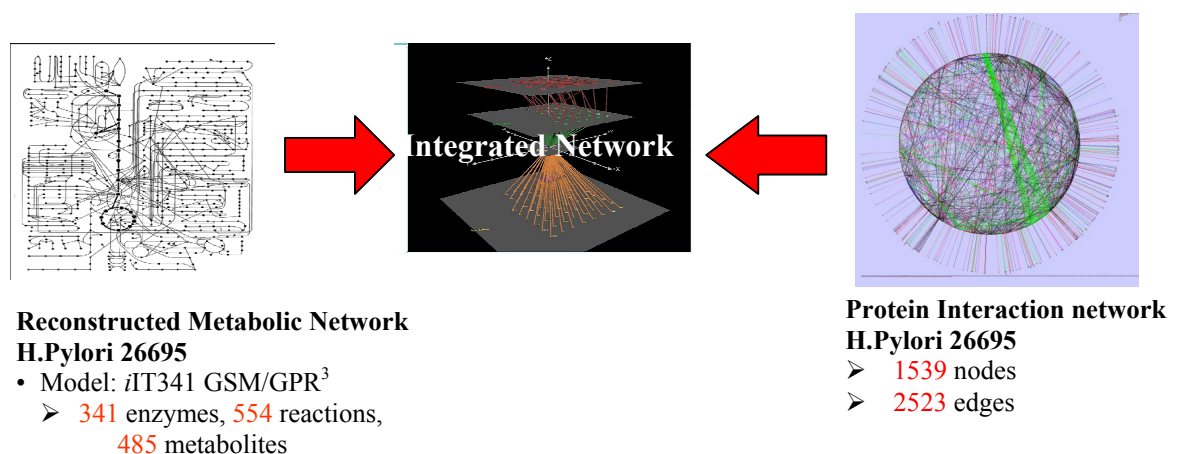 Integrated Network
Reconstructed Metabolic Network
H.Pylori 26695
• Model: iIT341 GSM/GPR3
➢ 341 enzymes, 554 reactions,
485 metabolites
Protein Interaction network
H.Pylori 26695
➢ 1539 nodes
➢ 2523 edges